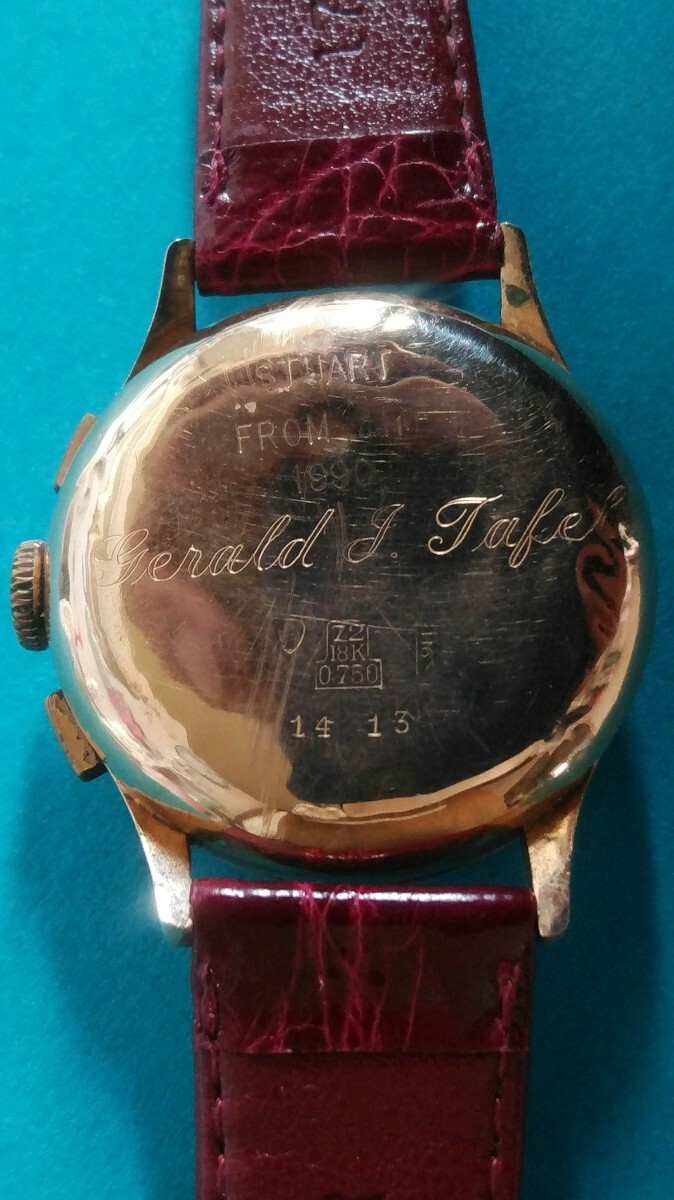 STUART
FROM
1990
Gerald J. Tafel
72
18K
0.750
14 13